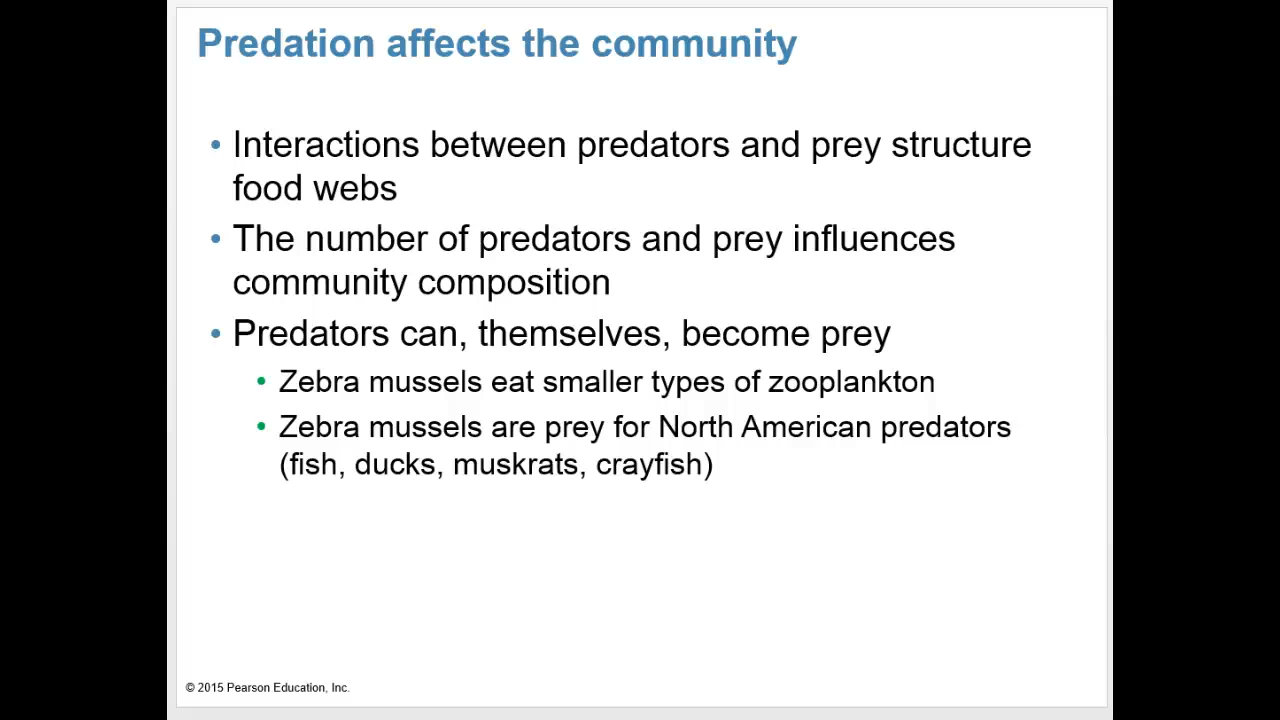 Predation affects the community
• Interactions between predators and prey structure
food webs
• The number of predators and prey influences
community composition
• Predators can, themselves, become prey
• Zebra mussels eat smaller types of zooplankton
• Zebra mussels are prey for North American predators
(fish, ducks, muskrats, crayfish)
© 2015 Pearson Education, Inc.